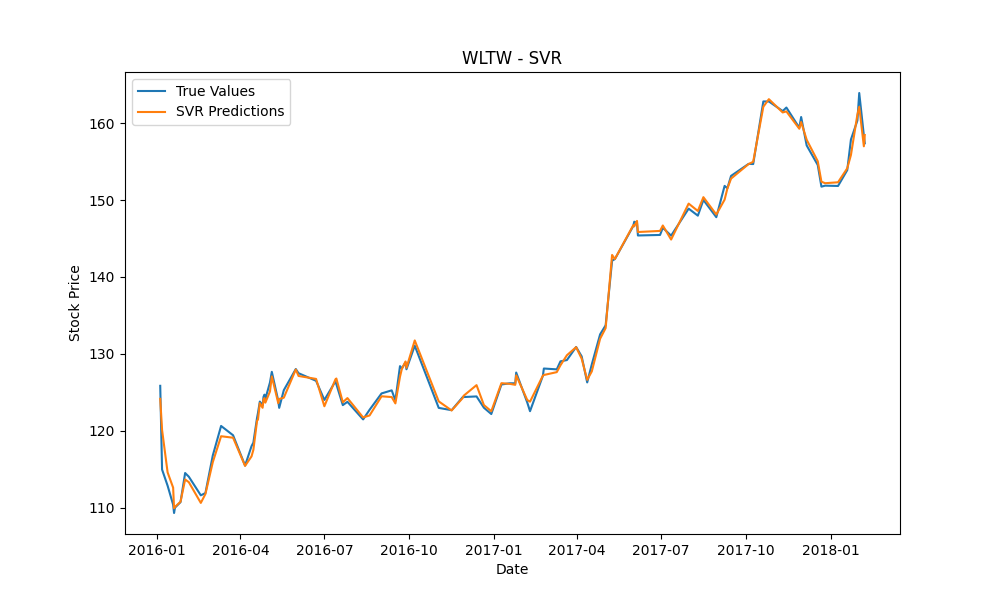 WLTW - SVR
True Values
SVR Predictions
160
150
140
130
120
110
Stock Price
2016-01 2016-04 2016-07 2016-10 2017-01 2017-04 2017-07 2017-10 2018-01
Date